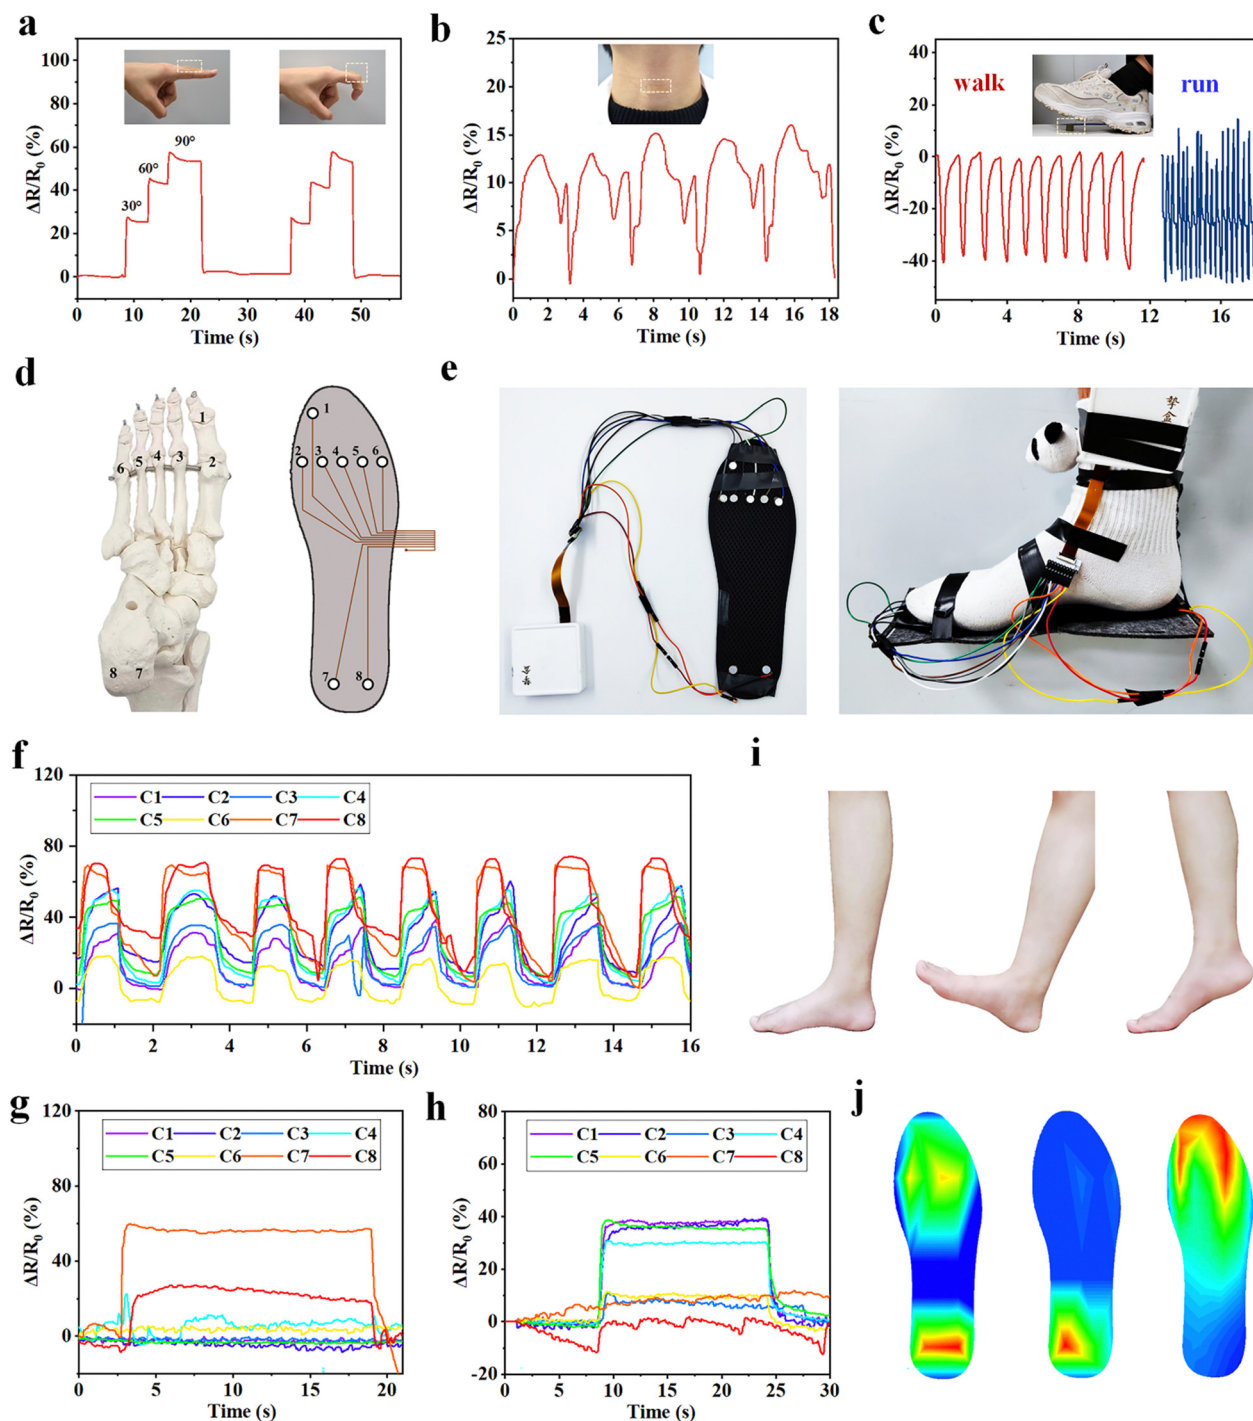 a
ΔR/R0 (%)
110
100
80
60
40
20
0
30°
60°
90°
0 10 20 30 40 50
Time (s)
b
ΔR/R0 (%)
25
20
15
10
5
0
0 2 4 6 8 10 12 14 16 18
Time (s)
c
ΔR/R0 (%)
40
20
0
-20
-40
walk
run
0 4 8 12 16
Time (s)
d
1
6 5 4 3 2
8 7
1
2 3 4 5 6
7 8
e
f
ΔR/R0 (%)
120
80
40
0
C1 C2 C3 C4
C5 C6 C7 C8
0 2 4 6 8 10 12 14 16
Time (s)
i
g
ΔR/R0 (%)
120
80
40
0
C1 C2 C3 C4
C5 C6 C7 C8
0 5 10 15 20
Time (s)
h
ΔR/R0 (%)
80
60
40
20
0
-20
C1 C2 C3 C4
C5 C6 C7 C8
0 5 10 15 20 25 30
Time (s)
j